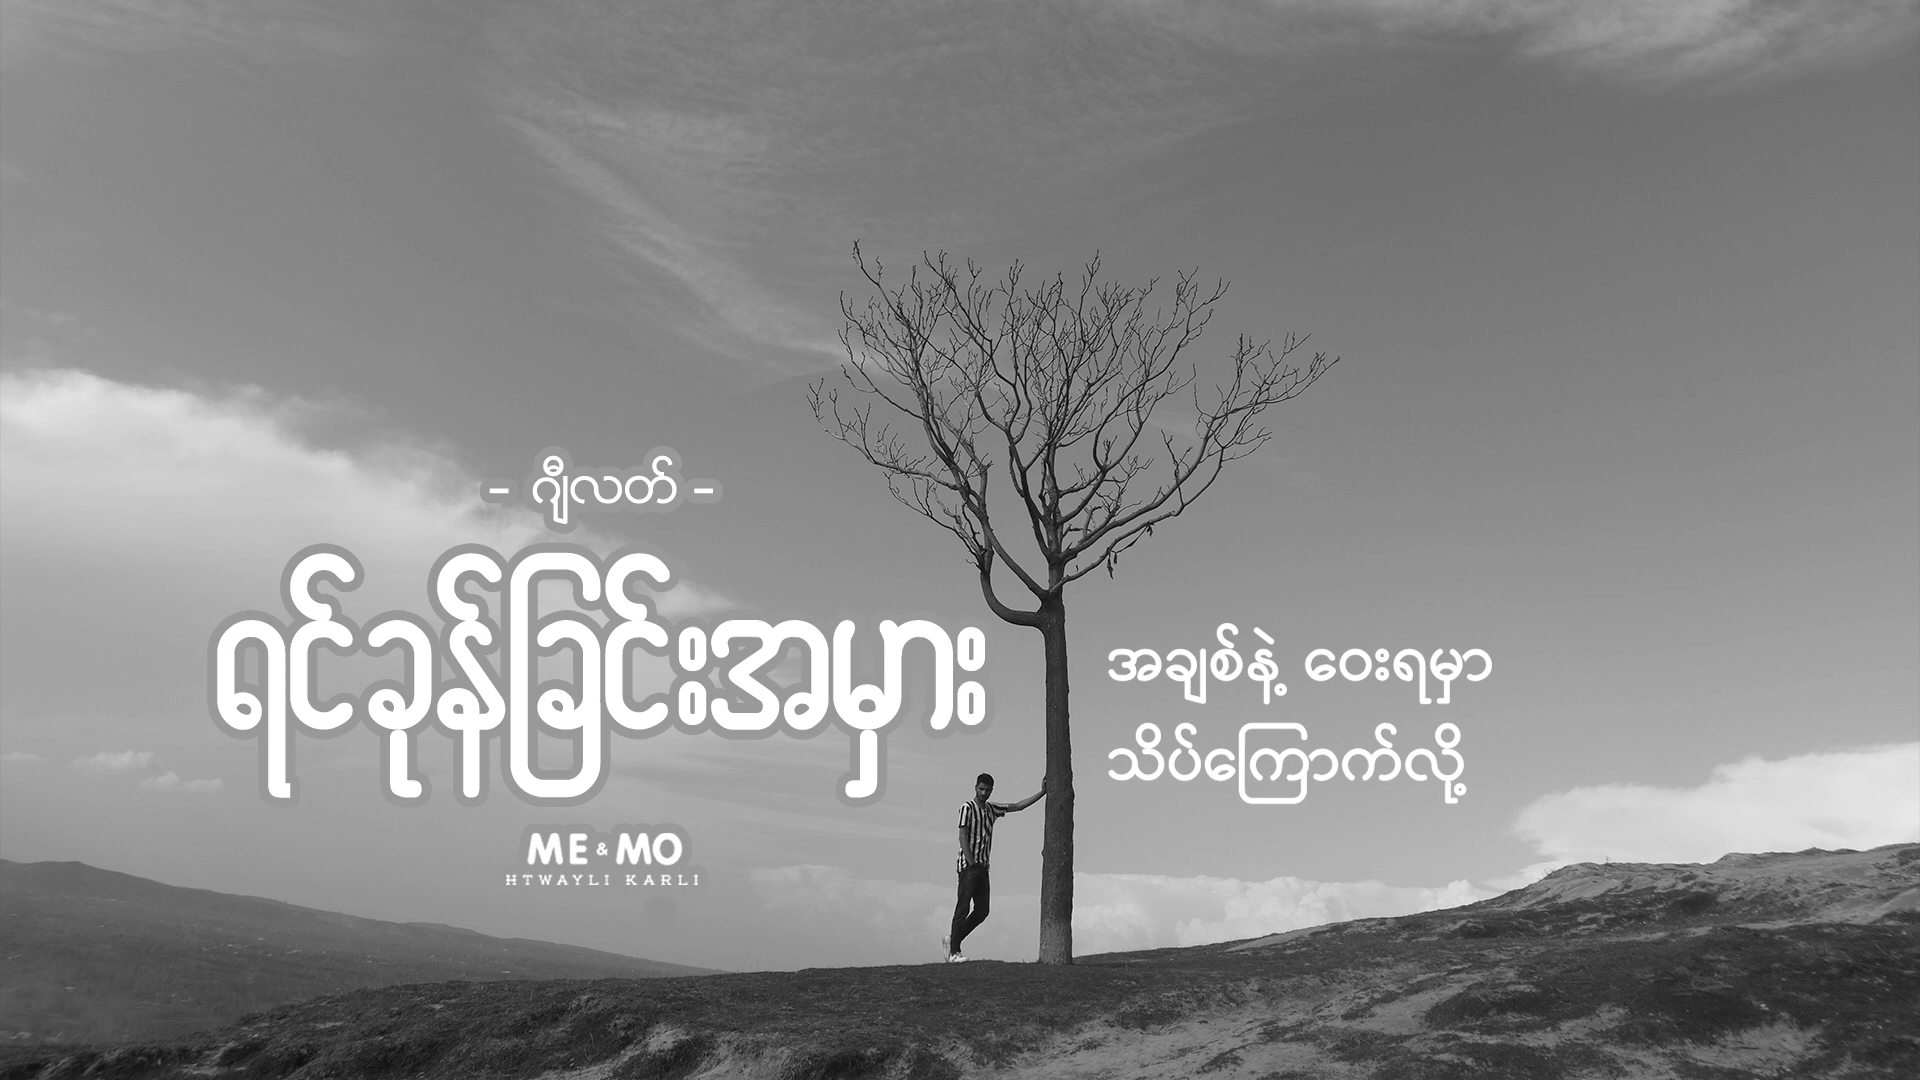 - ဂျီလတ် -
ရင်ခုန်ခြင်းအမှား
ME & MO
HTWAYLI KARLI
အချစ်နဲ့ ဝေးရမှာ
သိပ်ကြောက်လို့